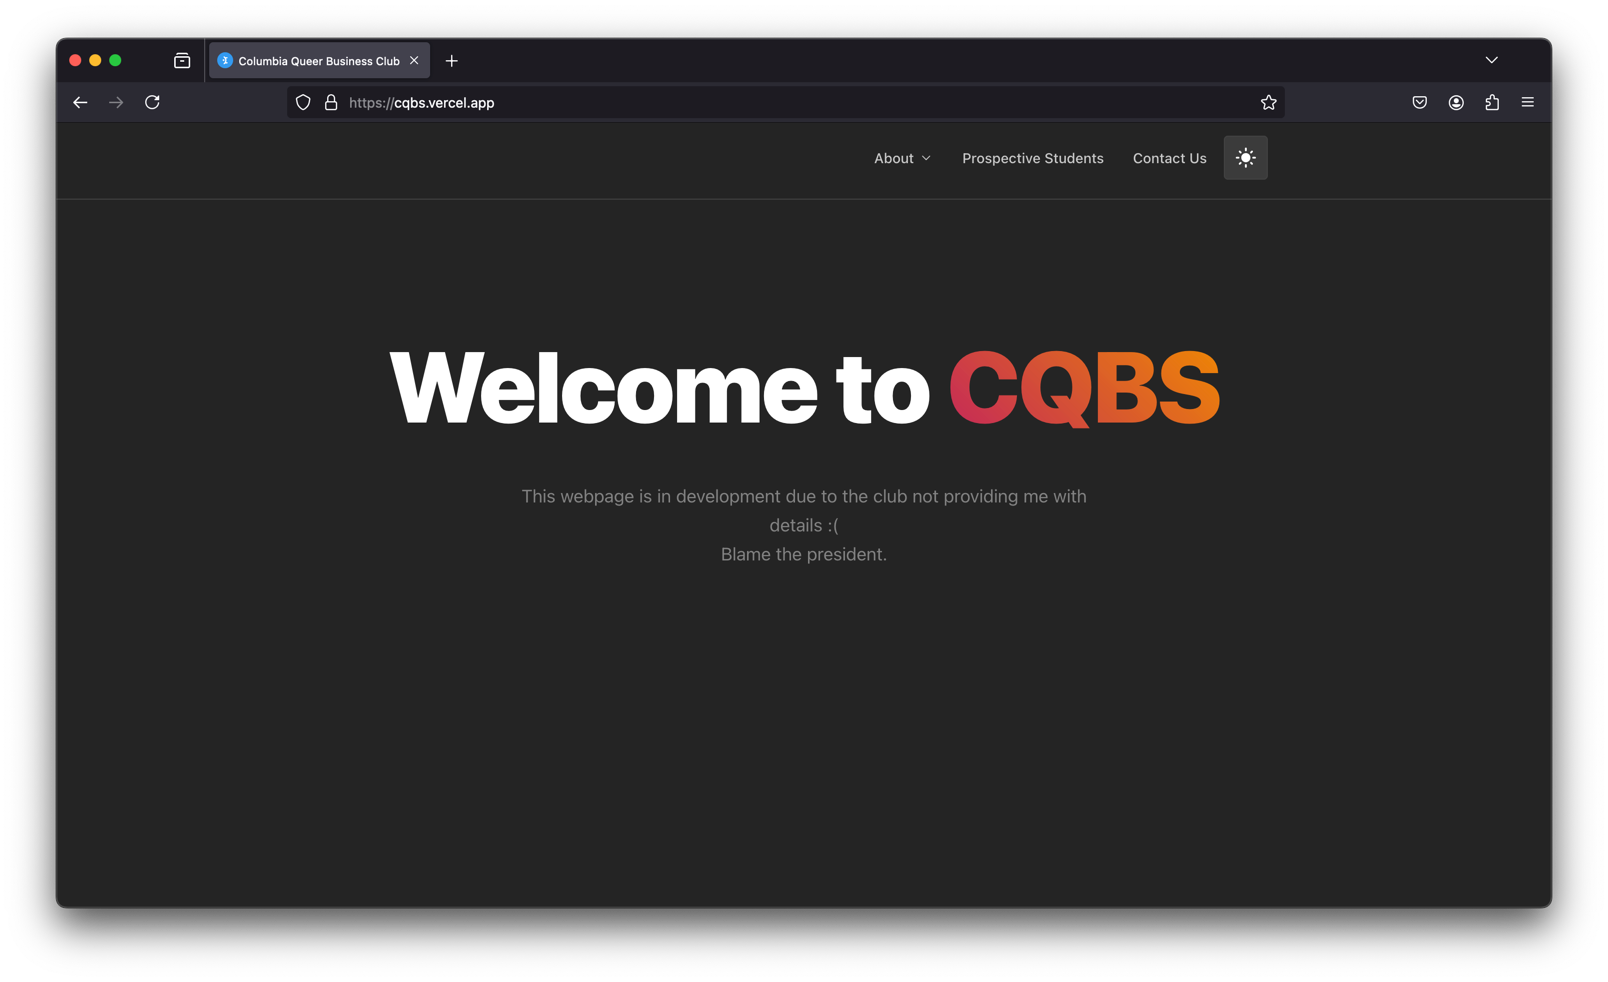 Columbia Queer Business Club
https://cqbs.vercel.app
About
Prospective Students
Contact Us
Welcome to CQBS
This webpage is in development due to the club not providing me with
details :(
Blame the president.